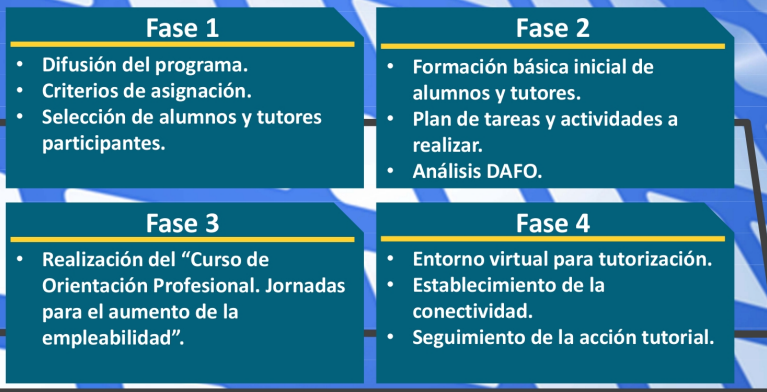 Fase 1
• Difusión del programa.
• Criterios de asignación.
• Selección de alumnos y tutores
participantes.
Fase 2
• Formación básica inicial de
alumnos y tutores.
• Plan de tareas y actividades a
realizar.
• Análisis DAFO.
Fase 3
• Realización del “Curso de
Orientación Profesional. Jornadas
para el aumento de la
empleabilidad”.
Fase 4
• Entorno virtual para tutorización.
• Establecimiento de la
conectividad.
• Seguimiento de la acción tutorial.